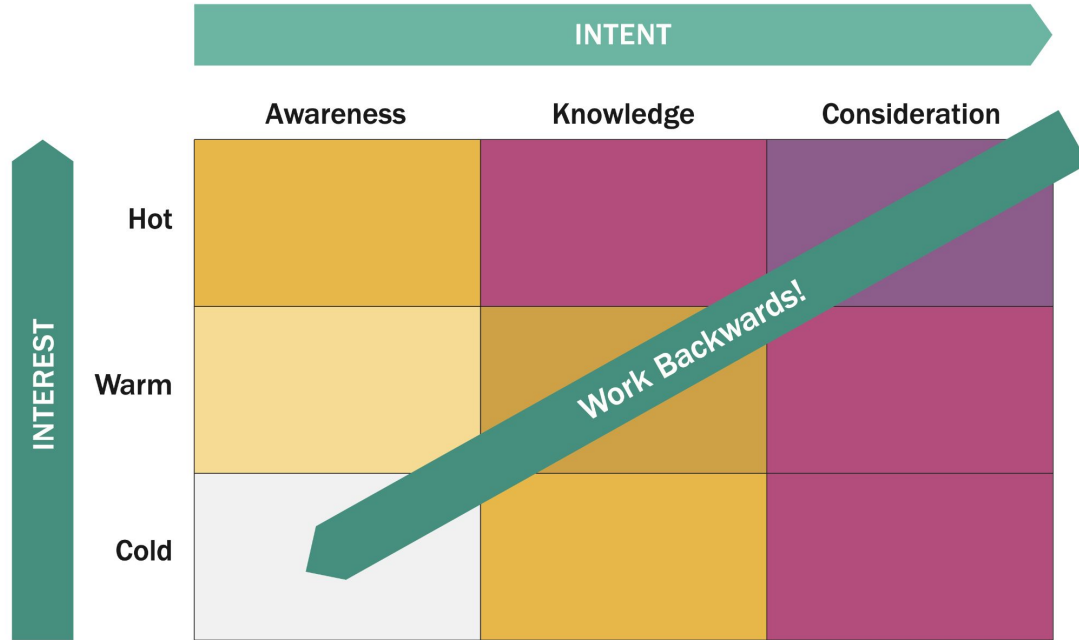 INTENT
Awareness
Knowledge
Consideration
INTEREST
Hot
Warm
Cold
Work Backwards!